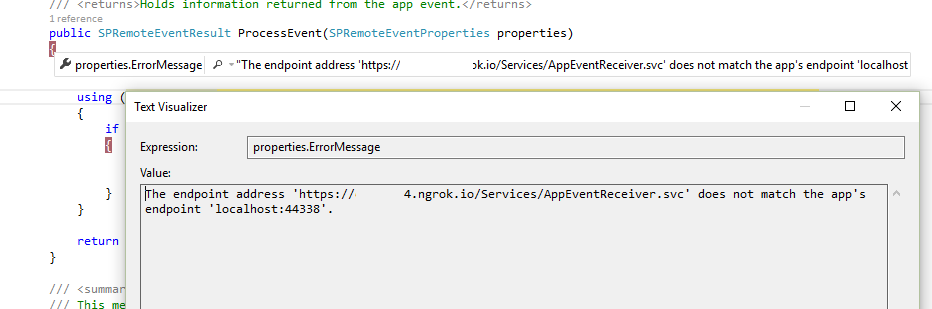 /// <returns>Holds information returned from the app event.</returns>
1 reference
public SPRemoteEventResult ProcessEvent(SPRemoteEventProperties properties)
{
properties.ErrorMessage "The endpoint address 'https:// ok.io/Services/AppEventReceiver.svc' does not match the app's endpoint 'localhost
using (
{
if
{
}
}
return
}
/// <summar
/// This me
Text Visualizer
Expression: properties.ErrorMessage
Value:
The endpoint address 'https:// 4.ngrok.io/Services/AppEventReceiver.svc' does not match the app's
endpoint 'localhost:44338'.